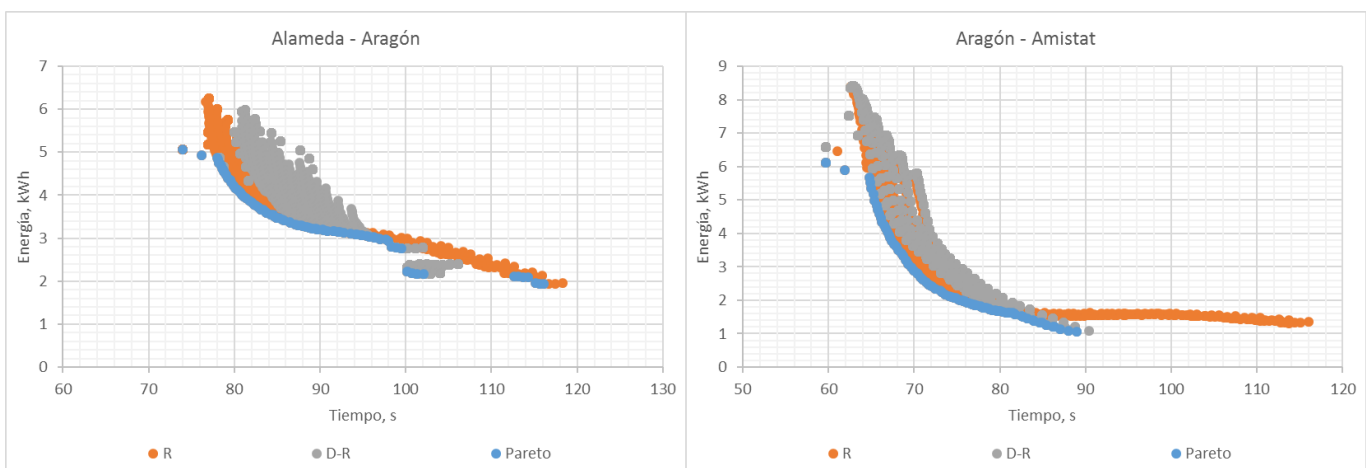 Alameda - Aragón
7
6
5
4
3
2
1
0
Energía, kWh
60 70 80 90 100 110 120 130
Tiempo, s
R D-R Pareto
Aragón - Amistat
9
8
7
6
5
4
3
2
1
0
Energía, kWh
50 60 70 80 90 100 110 120
Tiempo, s
R D-R Pareto